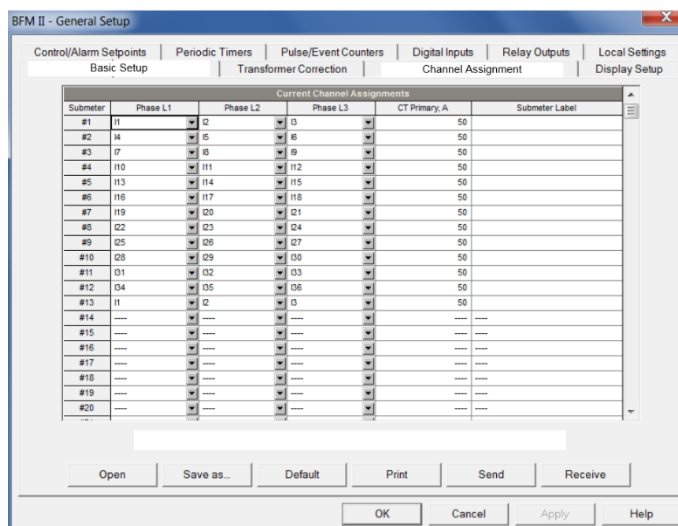 BFM II - General Setup
Control/Alarm Setpoints Periodic Timers Pulse/Event Counters Digital Inputs Relay Outputs Local Settings
Basic Setup Transformer Correction Channel Assignment Display Setup
Current Channel Assignments
Submeter Phase L1 Phase L2 Phase L3 CT Primary, A Submeter Label
#1 I1 I2 I3 50
#2 I4 I5 I6 50
#3 I7 I8 I9 50
#4 I10 I11 I12 50
#5 I13 I14 I15 50
#6 I16 I17 I18 50
#7 I19 I20 I21 50
#8 I22 I23 I24 50
#9 I25 I26 I27 50
#10 I28 I29 I30 50
#11 I31 I32 I33 50
#12 I34 I35 I36 50
#13 I1 I2 I3 50
#14 ---- ---- ---- ---- ----
#15 ---- ---- ---- ---- ----
#16 ---- ---- ---- ---- ----
#17 ---- ---- ---- ---- ----
#18 ---- ---- ---- ---- ----
#19 ---- ---- ---- ---- ----
#20 ---- ---- ---- ---- ----
Open Save as... Default Print Send Receive
OK Cancel Apply Help